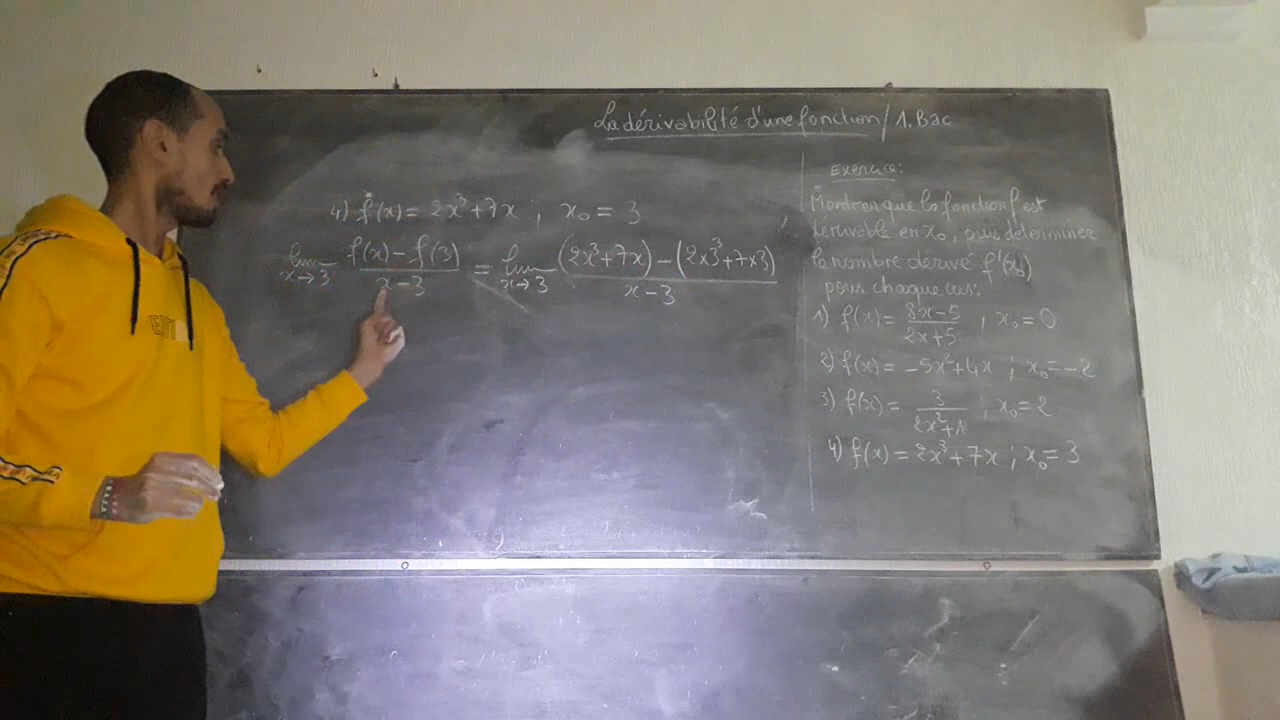 La dérivabilité d'une fonction / 1. Bac
4) f(x) = 2x³+7x ; x₀ = 3
lim x→3 (f(x) - f(3))/(x-3) = lim x→3 ((2x³+7x) - (2×3³+7×3))/(x-3)
Exercice:
Montrer que la fonction f est
dérivable en x₀, puis déterminer
le nombre dérivé f'(x₀)
pour chaque cas:
1) f(x) = (8x-5)/(2x+5) ; x₀=0
2) f(x) = -5x²+4x ; x₀=-2
3) f(x) = 3/(2x²+1) ; x₀=2
4) f(x) = 2x³+7x ; x₀=3